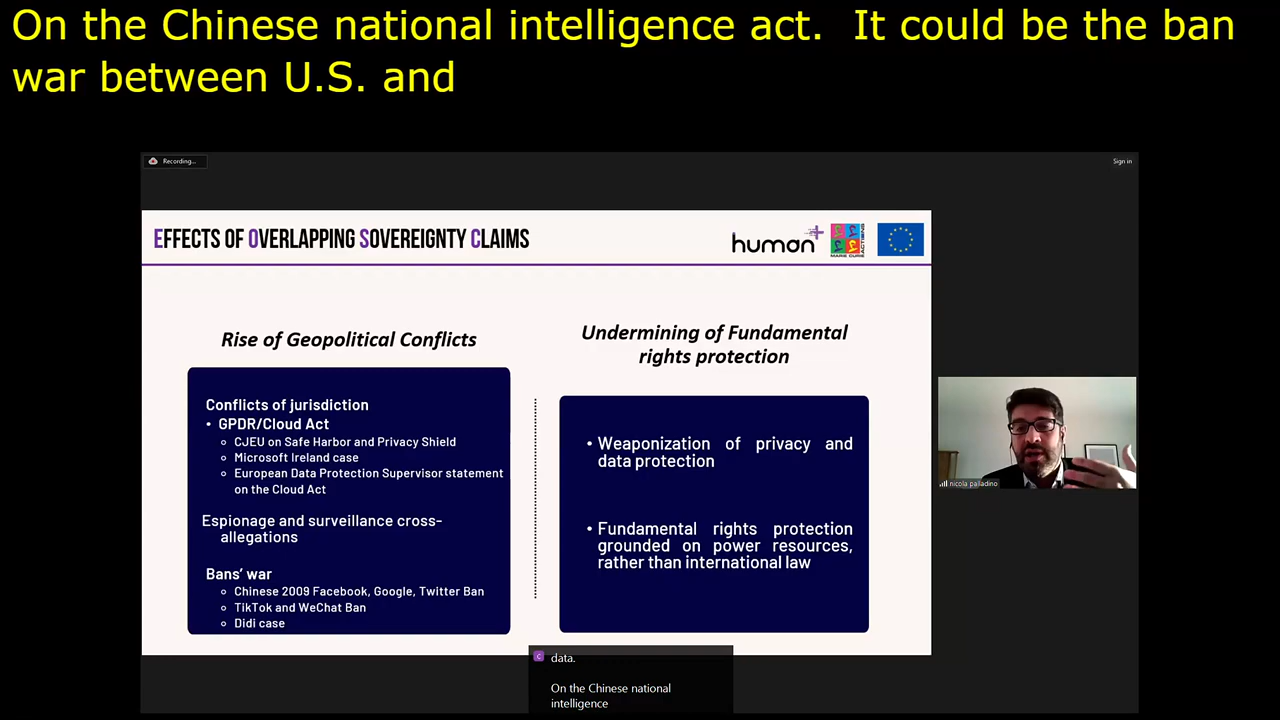 On the Chinese national intelligence act.  It could be the ban
war between U.S. and
Recording...
Sign in
EFFECTS OF OVERLAPPING SOVEREIGNTY CLAIMS
human+
MARIE CURIE
ACTIONS
Rise of Geopolitical Conflicts
Conflicts of jurisdiction
• GPDR/Cloud Act
CJEU on Safe Harbor and Privacy Shield
Microsoft Ireland case
European Data Protection Supervisor statement
on the Cloud Act
Espionage and surveillance cross-
allegations
Bans' war
Chinese 2009 Facebook, Google, Twitter Ban
TikTok and WeChat Ban
Didi case
Undermining of Fundamental
rights protection
• Weaponization of privacy and
data protection
• Fundamental rights protection
grounded on power resources,
rather than international law
nicola palladino
C
data.
On the Chinese national
intelligence